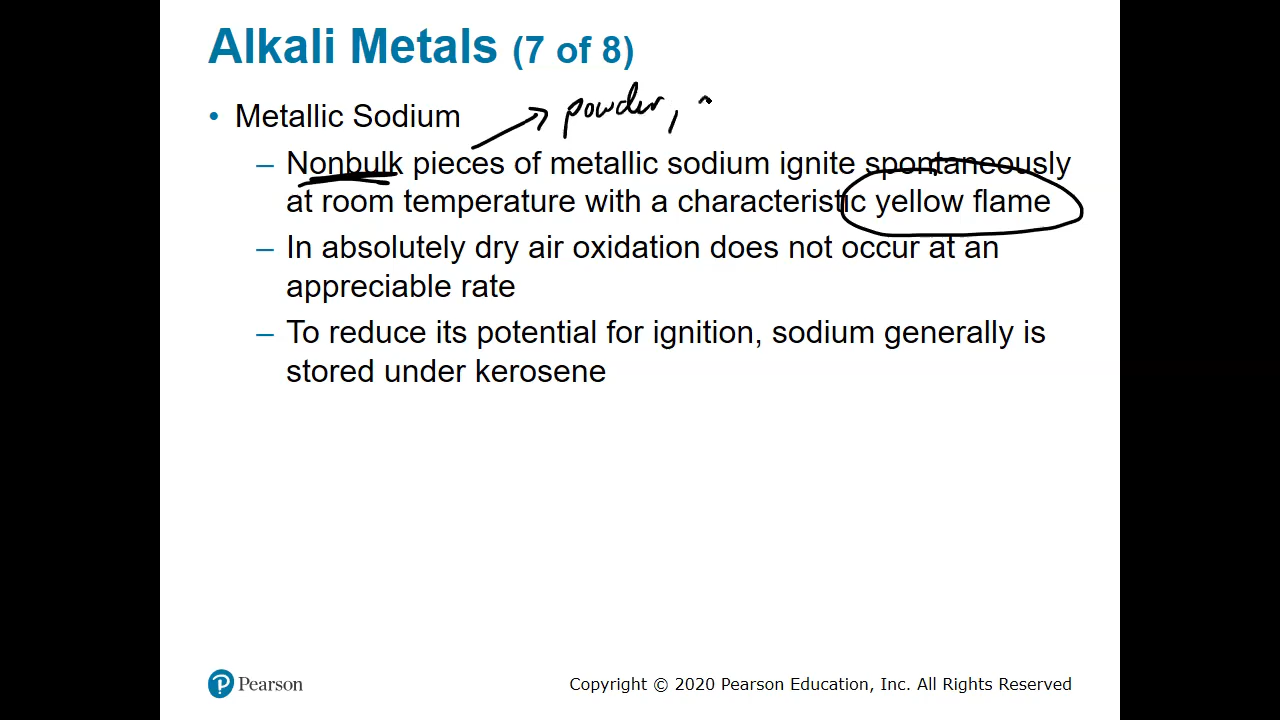 Alkali Metals (7 of 8)
• Metallic Sodium
powder,
– Nonbulk pieces of metallic sodium ignite spontaneously
at room temperature with a characteristic yellow flame
– In absolutely dry air oxidation does not occur at an
appreciable rate
– To reduce its potential for ignition, sodium generally is
stored under kerosene
Pearson
Copyright © 2020 Pearson Education, Inc. All Rights Reserved